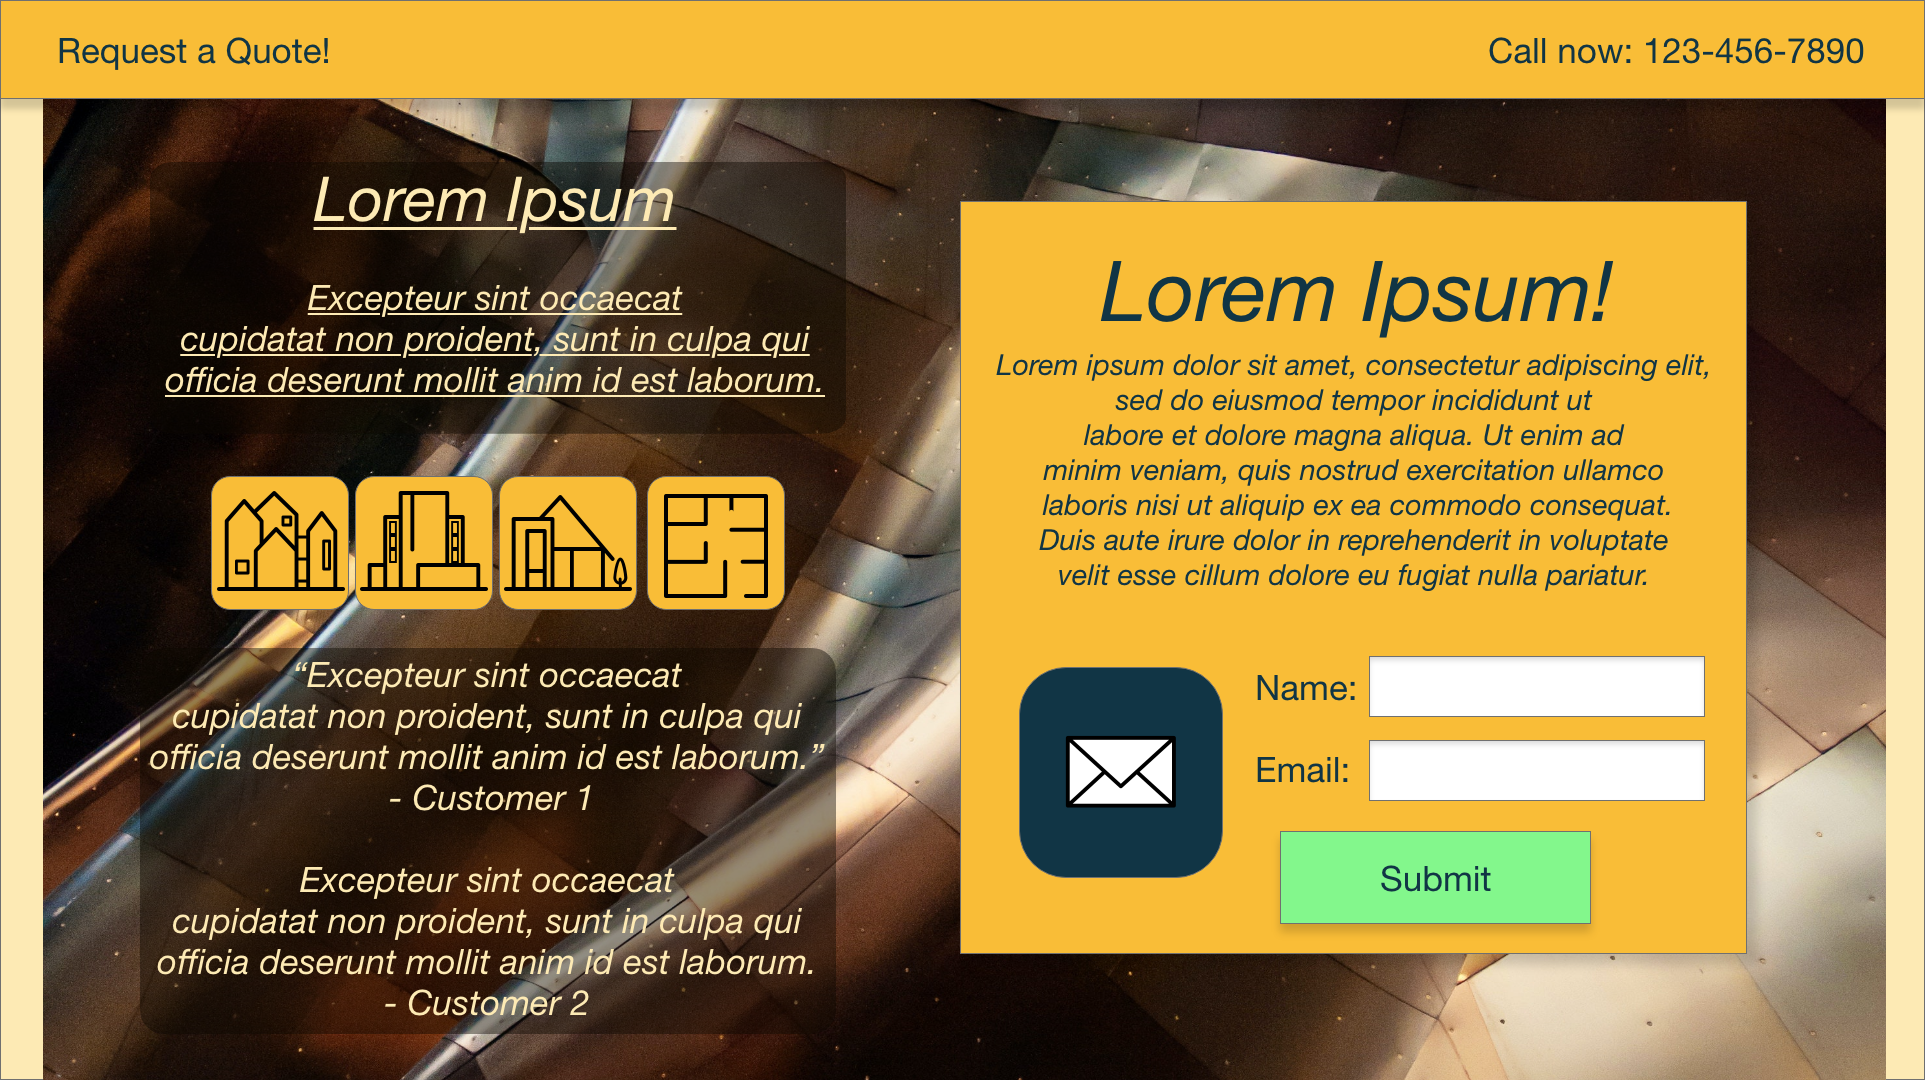 Request a Quote!
Call now: 123-456-7890
Lorem Ipsum
Excepteur sint occaecat
cupidatat non proident, sunt in culpa qui
officia deserunt mollit anim id est laborum.
“Excepteur sint occaecat
cupidatat non proident, sunt in culpa qui
officia deserunt mollit anim id est laborum.”
- Customer 1
Excepteur sint occaecat
cupidatat non proident, sunt in culpa qui
officia deserunt mollit anim id est laborum.
- Customer 2
Lorem Ipsum!
Lorem ipsum dolor sit amet, consectetur adipiscing elit,
sed do eiusmod tempor incididunt ut
labore et dolore magna aliqua. Ut enim ad
minim veniam, quis nostrud exercitation ullamco
laboris nisi ut aliquip ex ea commodo consequat.
Duis aute irure dolor in reprehenderit in voluptate
velit esse cillum dolore eu fugiat nulla pariatur.
Name:
Email:
Submit